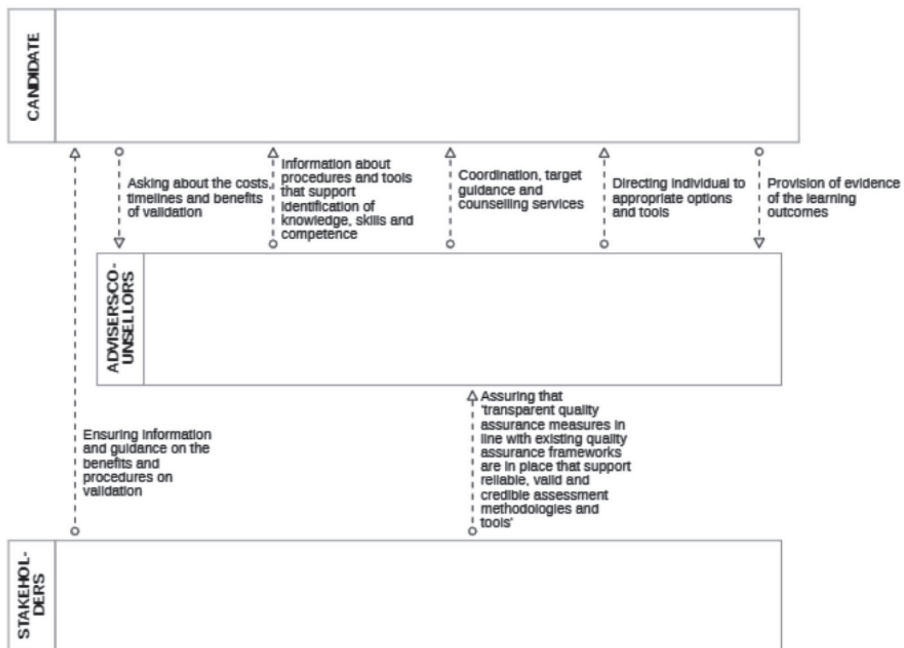 CANDIDATE
Asking about the costs,
timelines and benefits
of validation
Information about
procedures and tools
that support
identification of
knowledge, skills and
competence
Coordination, target
guidance and
counselling services
Directing individual to
appropriate options
and tools
Provision of evidence
of the learning
outcomes
ADVISERS/CO-
UNSELLORS
Ensuring information
and guidance on the
benefits and
procedures on
validation
Assuring that
'transparent quality
assurance measures in
line with existing quality
assurance frameworks
are in place that support
reliable, valid and
credible assessment
methodologies and
tools'
STAKEHOL-
DERS